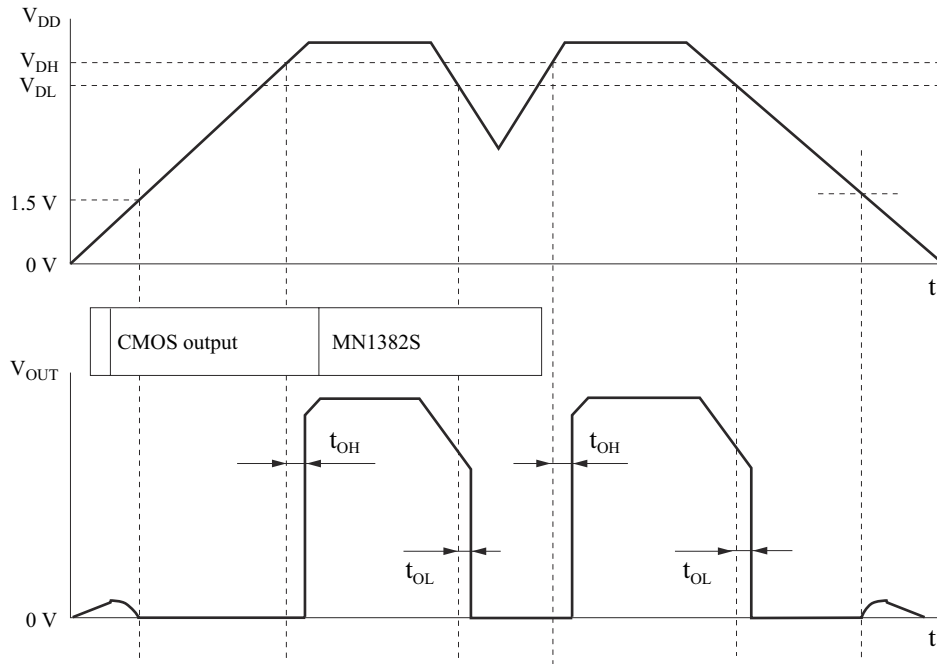 VDD
VDH
VDL
1.5 V
0 V
t
CMOS output MN1382S
VOUT
tOH tOH
tOL tOL
0 V
t